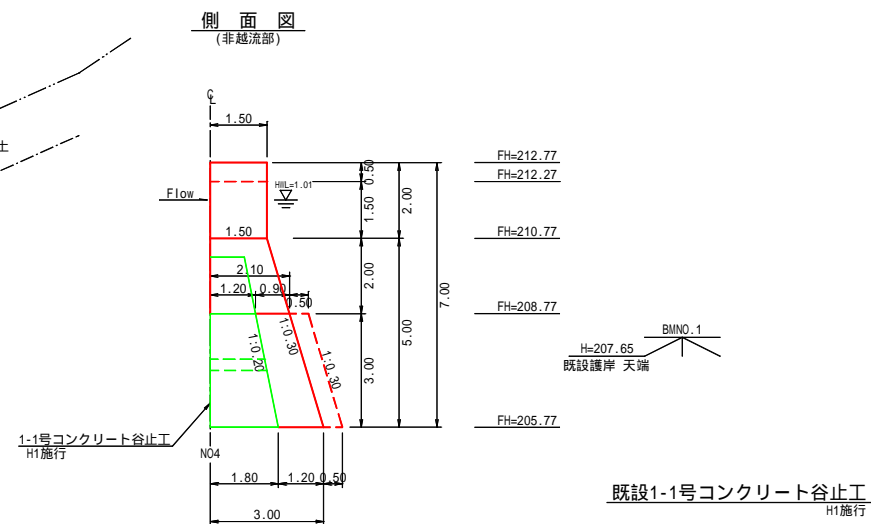 側 面 図
(非越流部)
℄
1.50
土
Flow
HWL=1.01
0.50
1.50
2.00
FH=212.77
FH=212.27
FH=210.77
1.50
2.10
1.20
0.90
0.50
2.00
5.00
7.00
FH=208.77
1:0.20
1:0.30
1:0.30
3.00
BMNO.1
H=207.65
既設護岸 天端
FH=205.77
1-1号コンクリート谷止工
H1施行
NO4
1.80
1.20
0.50
3.00
既設1-1号コンクリート谷止工
H1施行